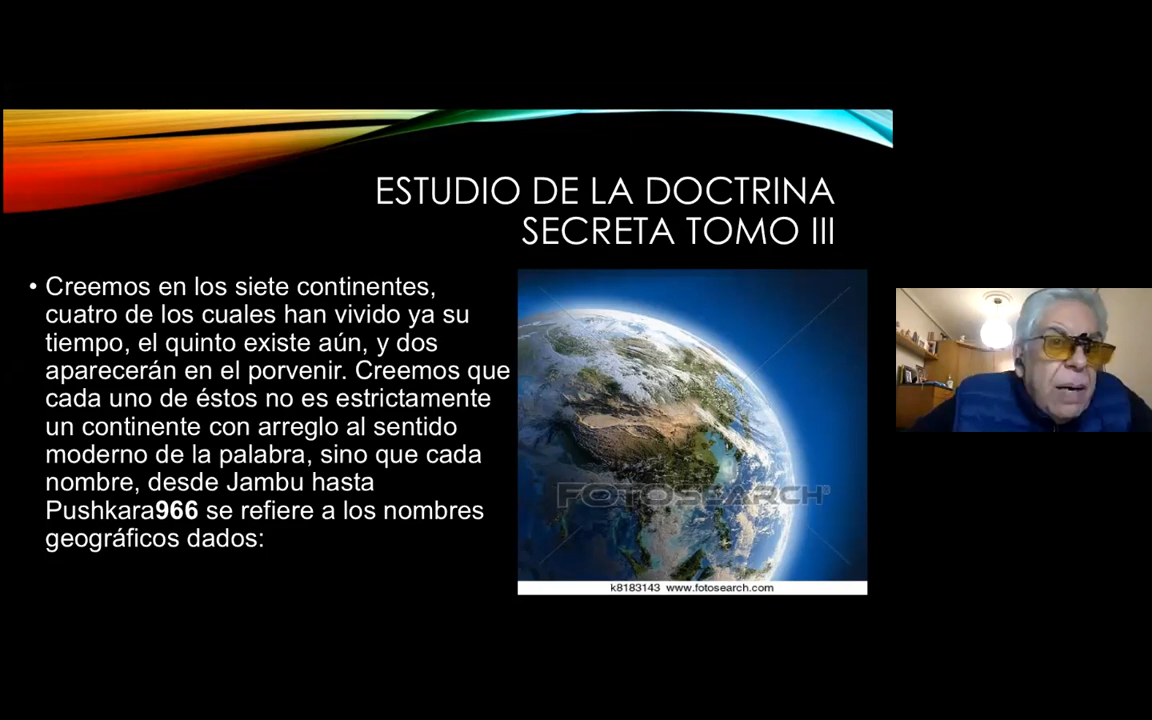 ESTUDIO DE LA DOCTRINA
SECRETA TOMO III
• Creemos en los siete continentes,
cuatro de los cuales han vivido ya su
tiempo, el quinto existe aún, y dos
aparecerán en el porvenir. Creemos que
cada uno de éstos no es estrictamente
un continente con arreglo al sentido
moderno de la palabra, sino que cada
nombre, desde Jambu hasta
Pushkara966 se refiere a los nombres
geográficos dados:
FOTOSEARCH®
k8183143 www.fotosearch.com